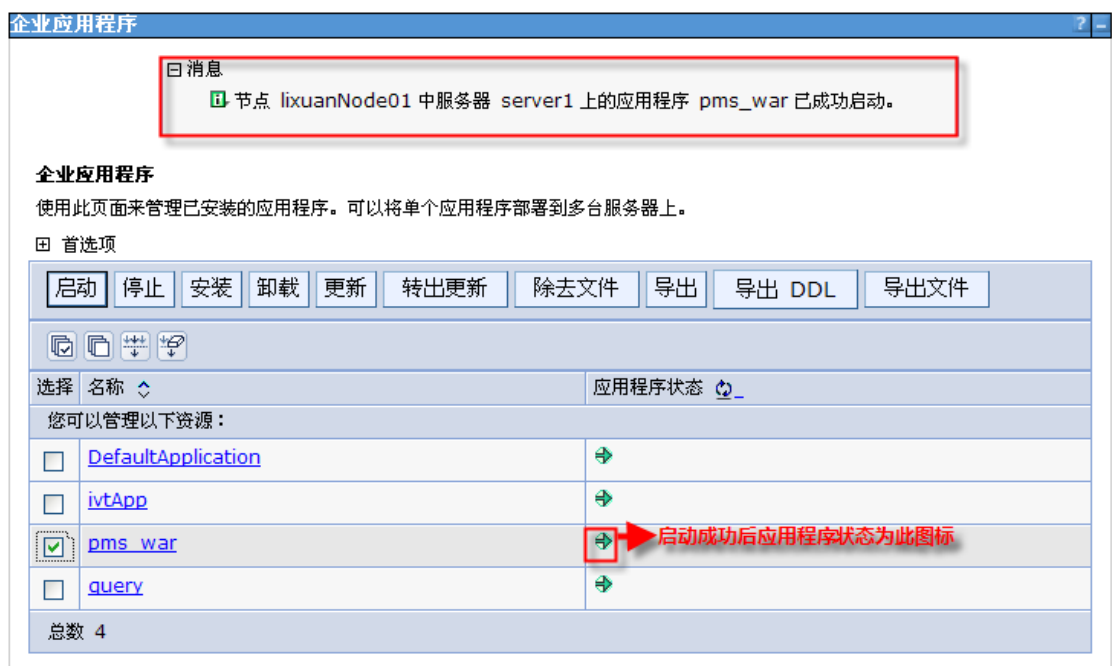 企业应用程序 ? -
消息
节点 lixuanNode01 中服务器 server1 上的应用程序 pms_war 已成功启动。
企业应用程序
使用此页面来管理已安装的应用程序。可以将单个应用程序部署到多台服务器上。
首选项
启动 停止 安装 卸载 更新 转出更新 除去文件 导出 导出 DDL 导出文件
选择 名称 应用程序状态
您可以管理以下资源：
DefaultApplication
ivtApp
pms_war 启动成功后应用程序状态为此图标
query
总数 4